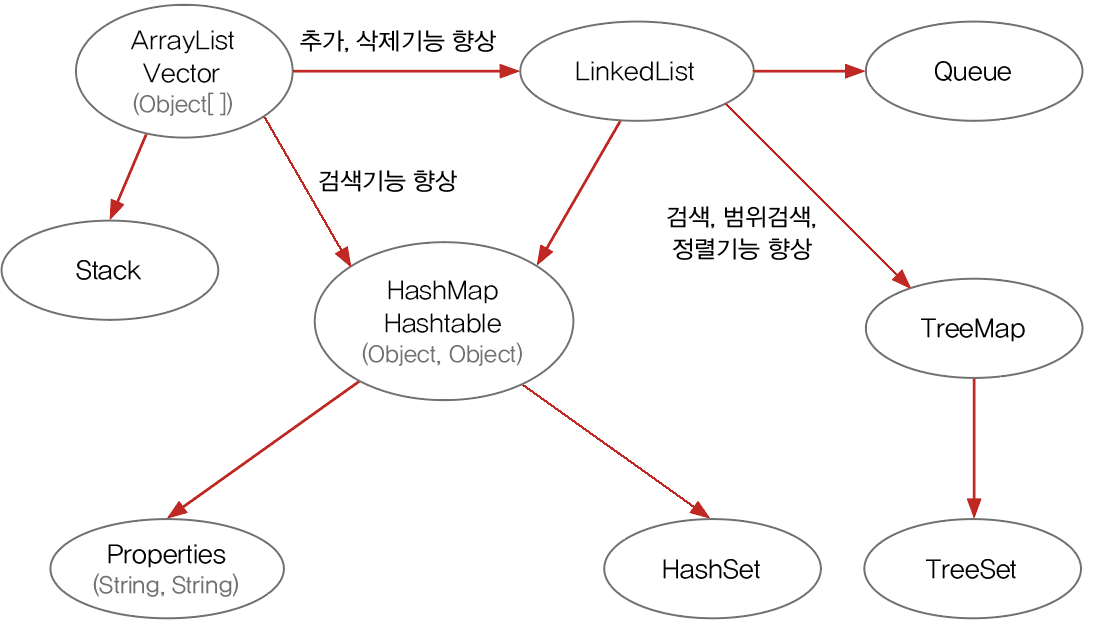 ArrayList
Vector
(Object[ ])
추가, 삭제기능 향상
LinkedList
Queue
검색기능 향상
검색, 범위검색,
정렬기능 향상
Stack
HashMap
Hashtable
(Object, Object)
TreeMap
Properties
(String, String)
HashSet
TreeSet